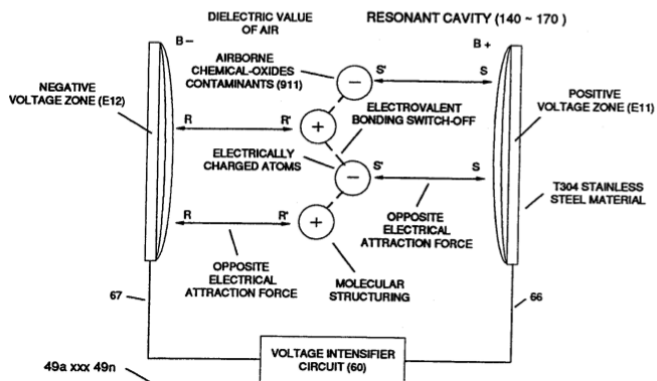 DIELECTRIC VALUE
OF AIR
RESONANT CAVITY (140 ~ 170 )
B−
B+
AIRBORNE
CHEMICAL-OXIDES
CONTAMINANTS (911)
−
S'
S
NEGATIVE
VOLTAGE ZONE (E12)
POSITIVE
VOLTAGE ZONE (E11)
ELECTROVALENT
BONDING SWITCH-OFF
R
R'
+
ELECTRICALLY
CHARGED ATOMS
S'
S
−
T304 STAINLESS
STEEL MATERIAL
R
R'
+
OPPOSITE
ELECTRICAL
ATTRACTION FORCE
OPPOSITE
ELECTRICAL
ATTRACTION FORCE
MOLECULAR
STRUCTURING
67
66
VOLTAGE INTENSIFIER
CIRCUIT (60)
49a xxx 49n